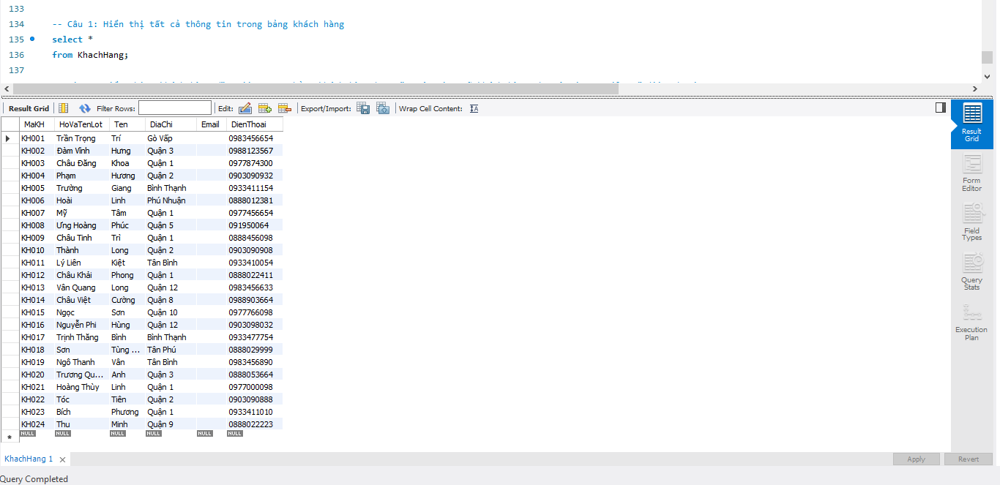 133
134 -- Câu 1: Hiển thị tất cả thông tin trong bảng khách hàng
135 select *
136 from KhachHang;
137
Result Grid Filter Rows: Edit: Export/Import: Wrap Cell Content:
MaKH HoVaTenLot Ten DiaChi Email DienThoai
KH001 Trần Trọng Trí Gò Vấp 0983456654
KH002 Đàm Vĩnh Hưng Quận 3 0988123567
KH003 Châu Đăng Khoa Quận 1 0977874300
KH004 Phạm Hương Quận 2 0903090932
KH005 Trường Giang Bình Thạnh 0933411154
KH006 Hoài Linh Phú Nhuận 0888012381
KH007 Mỹ Tâm Quận 1 0977456654
KH008 Ưng Hoàng Phúc Quận 5 091950064
KH009 Châu Tinh Trì Quận 1 0888456098
KH010 Thành Long Quận 2 0903090908
KH011 Lý Liên Kiệt Tân Bình 0933410054
KH012 Châu Khải Phong Quận 1 0888022411
KH013 Vân Quang Long Quận 12 0983456633
KH014 Châu Việt Cường Quận 8 0988903664
KH015 Ngọc Sơn Quận 10 0977766098
KH016 Nguyễn Phi Hùng Quận 12 0903098032
KH017 Trịnh Thăng Bình Bình Thạnh 0933477754
KH018 Sơn Tùng ... Tân Phú 0888029999
KH019 Ngô Thanh Vân Tân Bình 0983456890
KH020 Trương Qu... Anh Quận 3 0888053664
KH021 Hoàng Thùy Linh Quận 1 0977000098
KH022 Tóc Tiên Quận 2 0903090888
KH023 Bích Phương Quận 1 0933411010
KH024 Thu Minh Quận 9 0888022223
NULL NULL NULL NULL NULL NULL
Result
Grid
Form
Editor
Field
Types
Query
Stats
Execution
Plan
KhachHang 1 Apply Revert
Query Completed